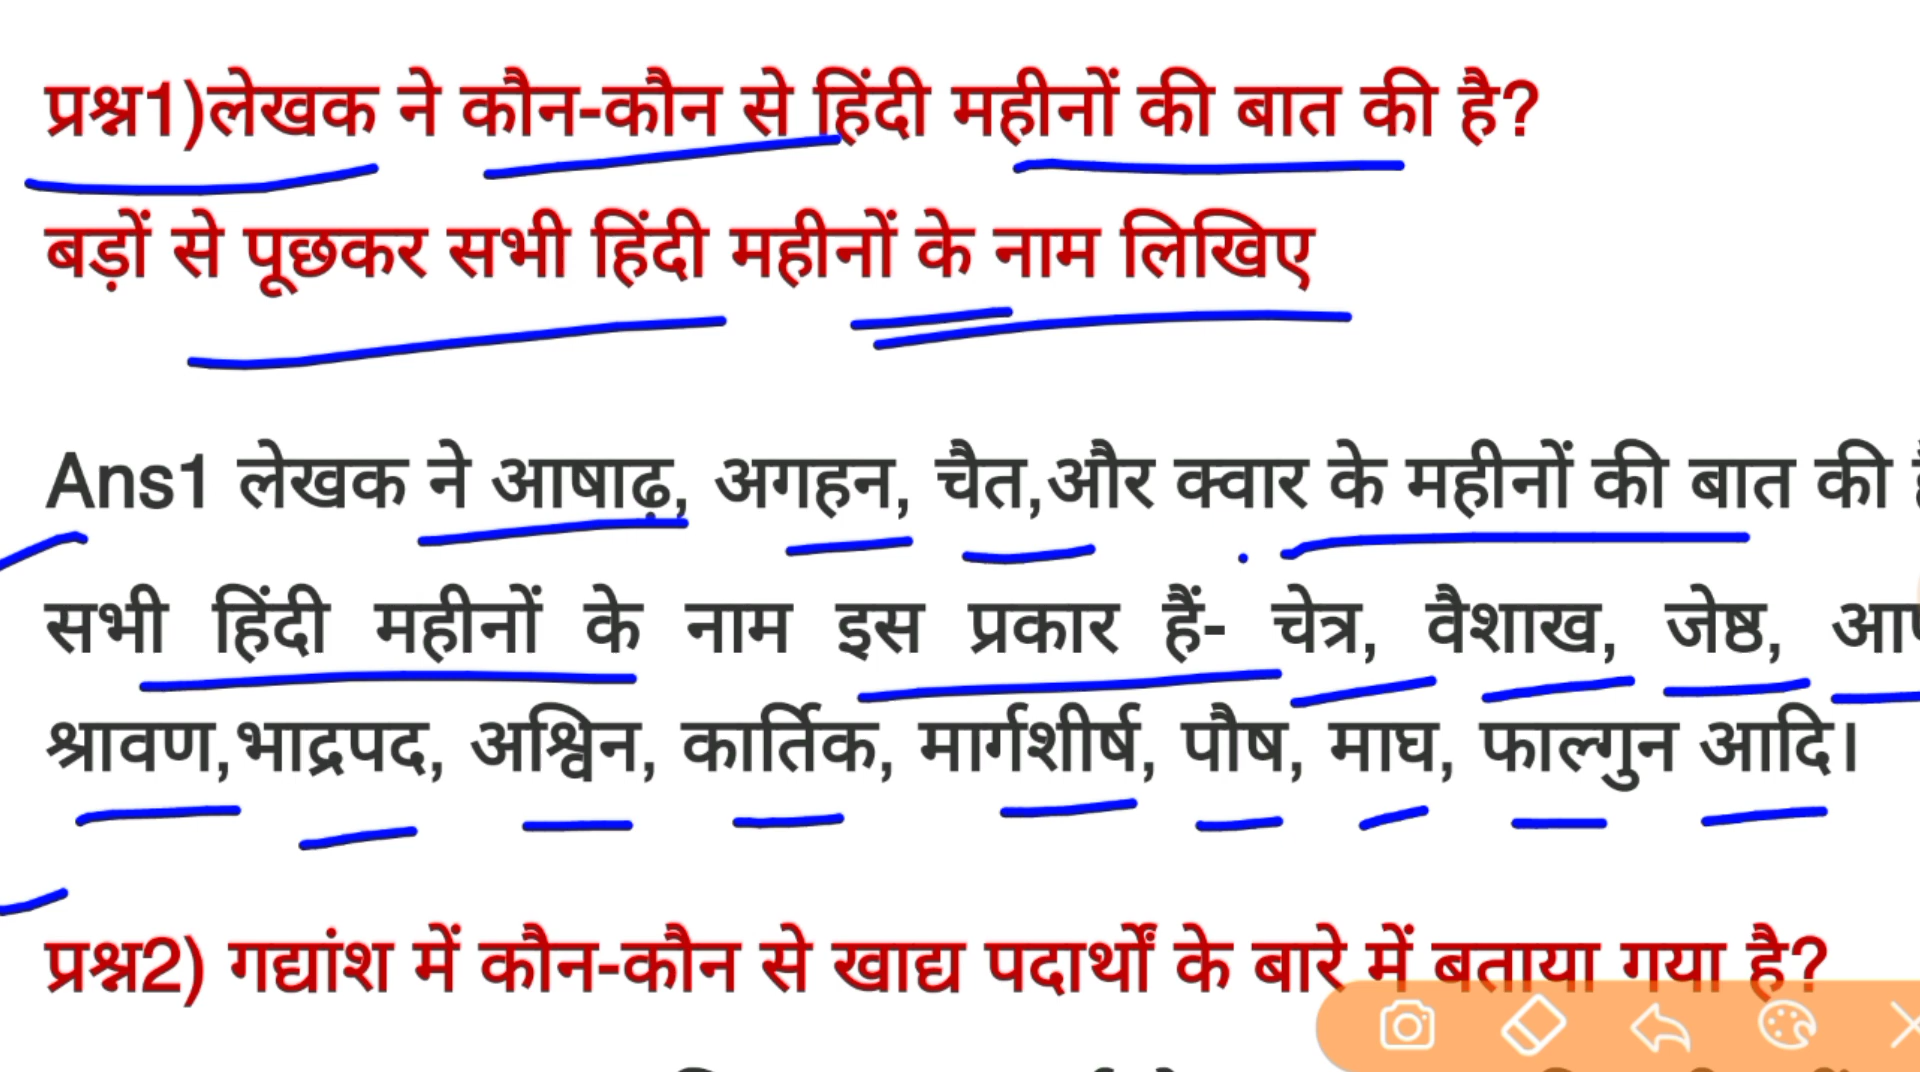 प्रश्न1)लेखक ने कौन-कौन से हिंदी महीनों की बात की है?
बड़ों से पूछकर सभी हिंदी महीनों के नाम लिखिए
Ans1 लेखक ने आषाढ़, अगहन, चैत,और क्वार के महीनों की बात की
सभी हिंदी महीनों के नाम इस प्रकार हैं- चेत्र, वैशाख, जेष्ठ,
श्रावण,भाद्रपद, अश्विन, कार्तिक, मार्गशीर्ष, पौष, माघ, फाल्गुन आदि।
प्रश्न2) गद्यांश में कौन-कौन से खाद्य पदार्थों के बारे में बताया गया है?